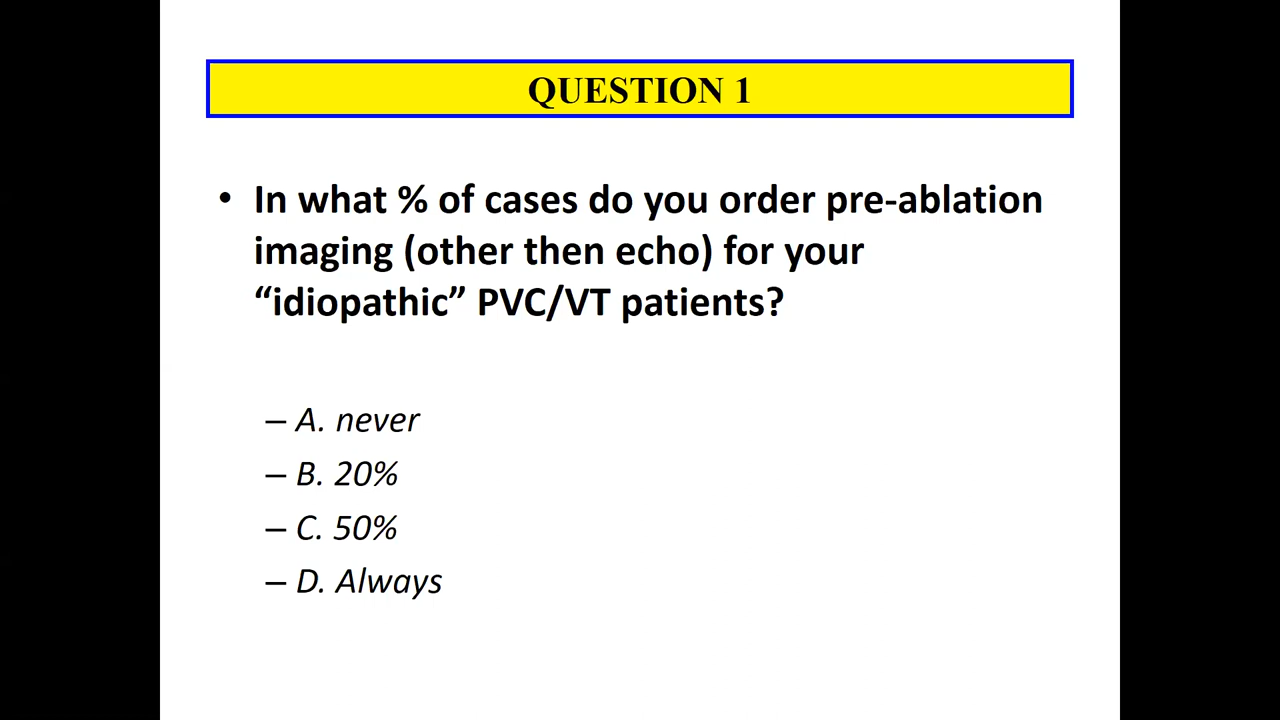 QUESTION 1
• In what % of cases do you order pre-ablation
imaging (other then echo) for your
“idiopathic” PVC/VT patients?
– A. never
– B. 20%
– C. 50%
– D. Always